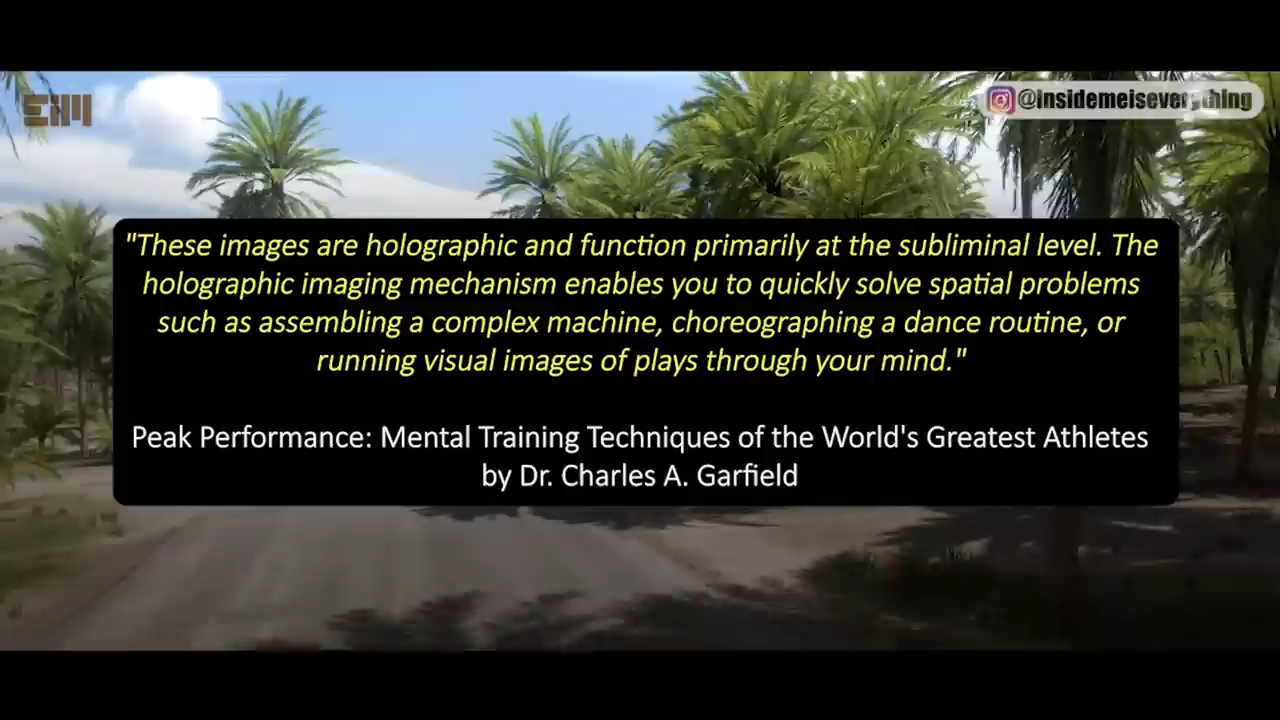 EIM
@insidemeiseverything
"These images are holographic and function primarily at the subliminal level. The
holographic imaging mechanism enables you to quickly solve spatial problems
such as assembling a complex machine, choreographing a dance routine, or
running visual images of plays through your mind."
Peak Performance: Mental Training Techniques of the World's Greatest Athletes
by Dr. Charles A. Garfield